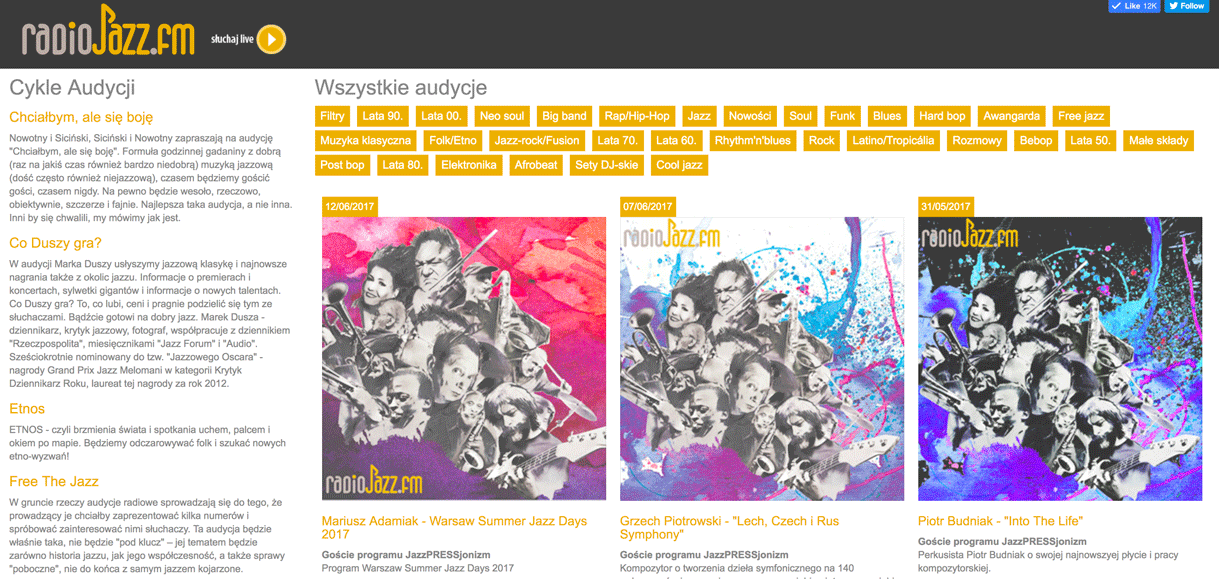 radioJazz.fm
słuchaj live
Like 12K
Follow
Cykle Audycji
Chciałbym, ale się boję
Nowotny i Siciński, Siciński i Nowotny zapraszają na audycję
"Chciałbym, ale się boję". Formuła godzinnej gadaniny z dobrą
(raz na jakiś czas również bardzo niedobrą) muzyką jazzową
(dość często również niejazzową), czasem będziemy gościć
gości, czasem nigdy. Na pewno będzie wesoło, rzeczowo,
obiektywnie, szczerze i fajnie. Najlepsza taka audycja, a nie inna.
Inni by się chwalili, my mówimy jak jest.
Co Duszy gra?
W audycji Marka Duszy usłyszymy jazzową klasykę i najnowsze
nagrania także z okolic jazzu. Informacje o premierach i
koncertach, sylwetki gigantów i informacje o nowych talentach.
Co Duszy gra? To, co lubi, ceni i pragnie podzielić się tym ze
słuchaczami. Bądźcie gotowi na dobry jazz. Marek Dusza -
dziennikarz, krytyk jazzowy, fotograf, współpracuje z dziennikiem
"Rzeczpospolita", miesięcznikami "Jazz Forum" i "Audio".
Sześciokrotnie nominowany do tzw. "Jazzowego Oscara" -
nagrody Grand Prix Jazz Melomani w kategorii Krytyk
Dziennikarz Roku, laureat tej nagrody za rok 2012.
Etnos
ETNOS - czyli brzmienia świata i spotkania uchem, palcem i
okiem po mapie. Będziemy odczarowywać folk i szukać nowych
etno-wyzwań!
Free The Jazz
W gruncie rzeczy audycje radiowe sprowadzają się do tego, że
prowadzący je chciałby zaprezentować kilka numerów i
spróbować zainteresować nimi słuchaczy. Ta audycja będzie
właśnie taka, nie będzie "pod klucz" – jej tematem będzie
zarówno historia jazzu, jak jego współczesność, a także sprawy
"poboczne", nie do końca z samym jazzem kojarzone.
Wszystkie audycje
Filtry Lata 90. Lata 00. Neo soul Big band Rap/Hip-Hop Jazz Nowości Soul Funk Blues Hard bop Awangarda Free jazz
Muzyka klasyczna Folk/Etno Jazz-rock/Fusion Lata 70. Lata 60. Rhythm'n'blues Rock Latino/Tropicália Rozmowy Bebop Lata 50. Małe składy
Post bop Lata 80. Elektronika Afrobeat Sety DJ-skie Cool jazz
12/06/2017
radioJazz.fm
Mariusz Adamiak - Warsaw Summer Jazz Days
2017
Goście programu JazzPRESSjonizm
Program Warszaw Summer Jazz Days 2017
07/06/2017
radioJazz.fm
Grzech Piotrowski - "Lech, Czech i Rus
Symphony"
Goście programu JazzPRESSjonizm
Kompozytor o tworzenia dzieła symfonicznego na 140
31/05/2017
radioJazz.fm
Piotr Budniak - "Into The Life"
Goście programu JazzPRESSjonizm
Perkusista Piotr Budniak o swojej najnowszyej płycie i pracy
kompozytorskiej.